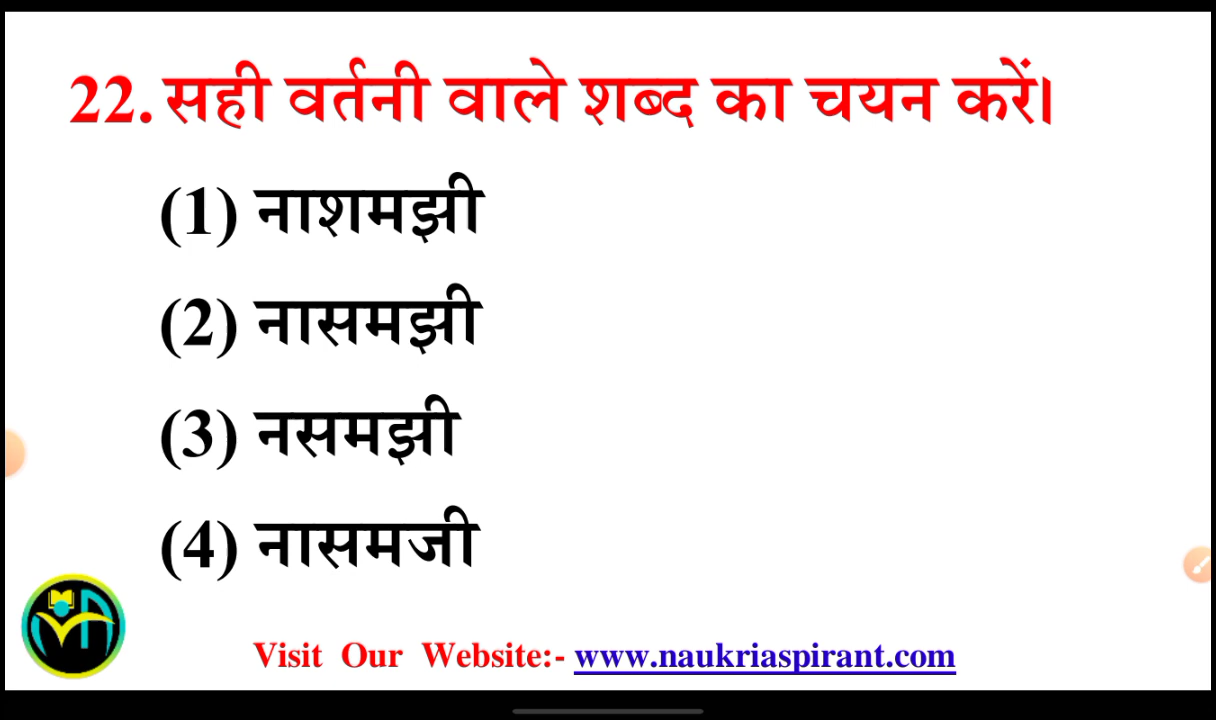 22. सही वर्तनी वाले शब्द का चयन करें।
(1) नाशमझी
(2) नासमझी
(3) नसमझी
(4) नासमजी
Visit Our Website:- www.naukriaspirant.com